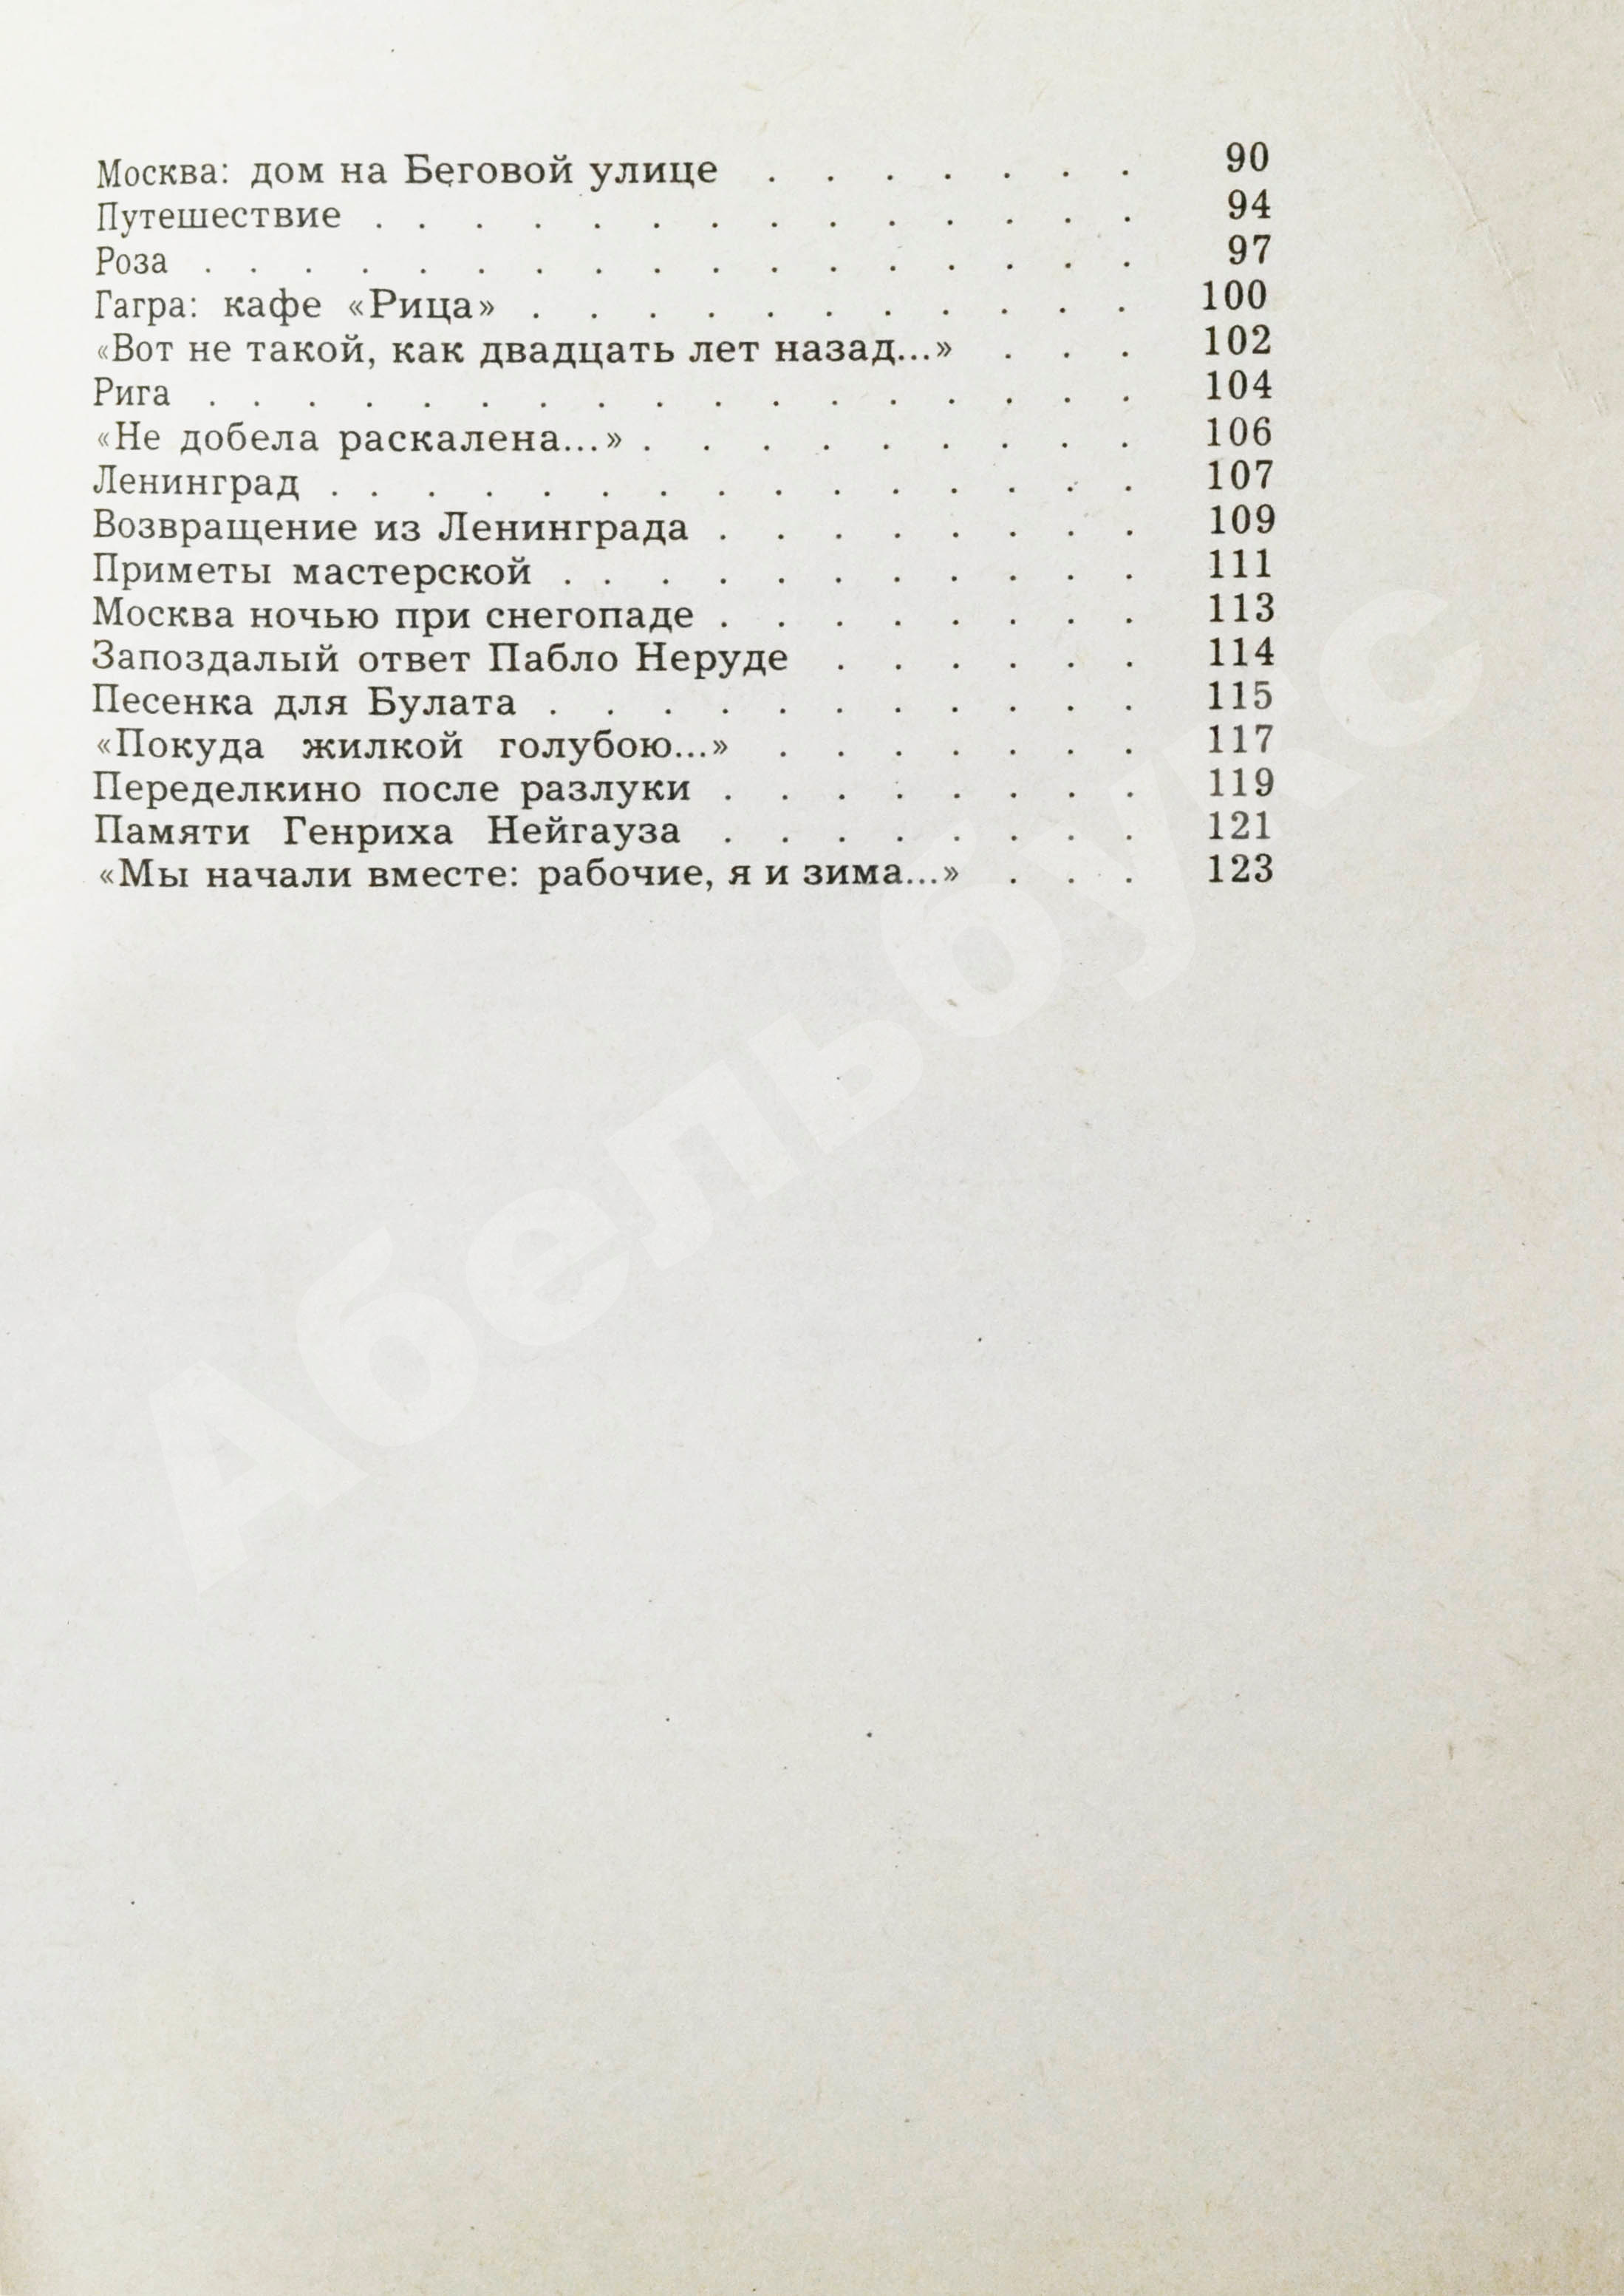 Москва: дом на Беговой улице . . . . . . . 90
Путешествие . . . . . . . . . . . . . . 94
Роза . . . . . . . . . . . . . . . . . 97
Гагра: кафе «Рица» . . . . . . . . . . . 100
«Вот не такой, как двадцать лет назад...» . . . 102
Рига . . . . . . . . . . . . . . . . . 104
«Не добела раскалена...» . . . . . . . . . 106
Ленинград . . . . . . . . . . . . . . . 107
Возвращение из Ленинграда . . . . . . . . 109
Приметы мастерской . . . . . . . . . . . 111
Москва ночью при снегопаде . . . . . . . . 113
Запоздалый ответ Пабло Неруде . . . . . . 114
Песенка для Булата . . . . . . . . . . . 115
«Покуда жилкой голубою...» . . . . . . . 117
Переделкино после разлуки . . . . . . . . 119
Памяти Генриха Нейгауза . . . . . . . . 121
«Мы начали вместе: рабочие, я и зима...» . . . 123
Абельбукс